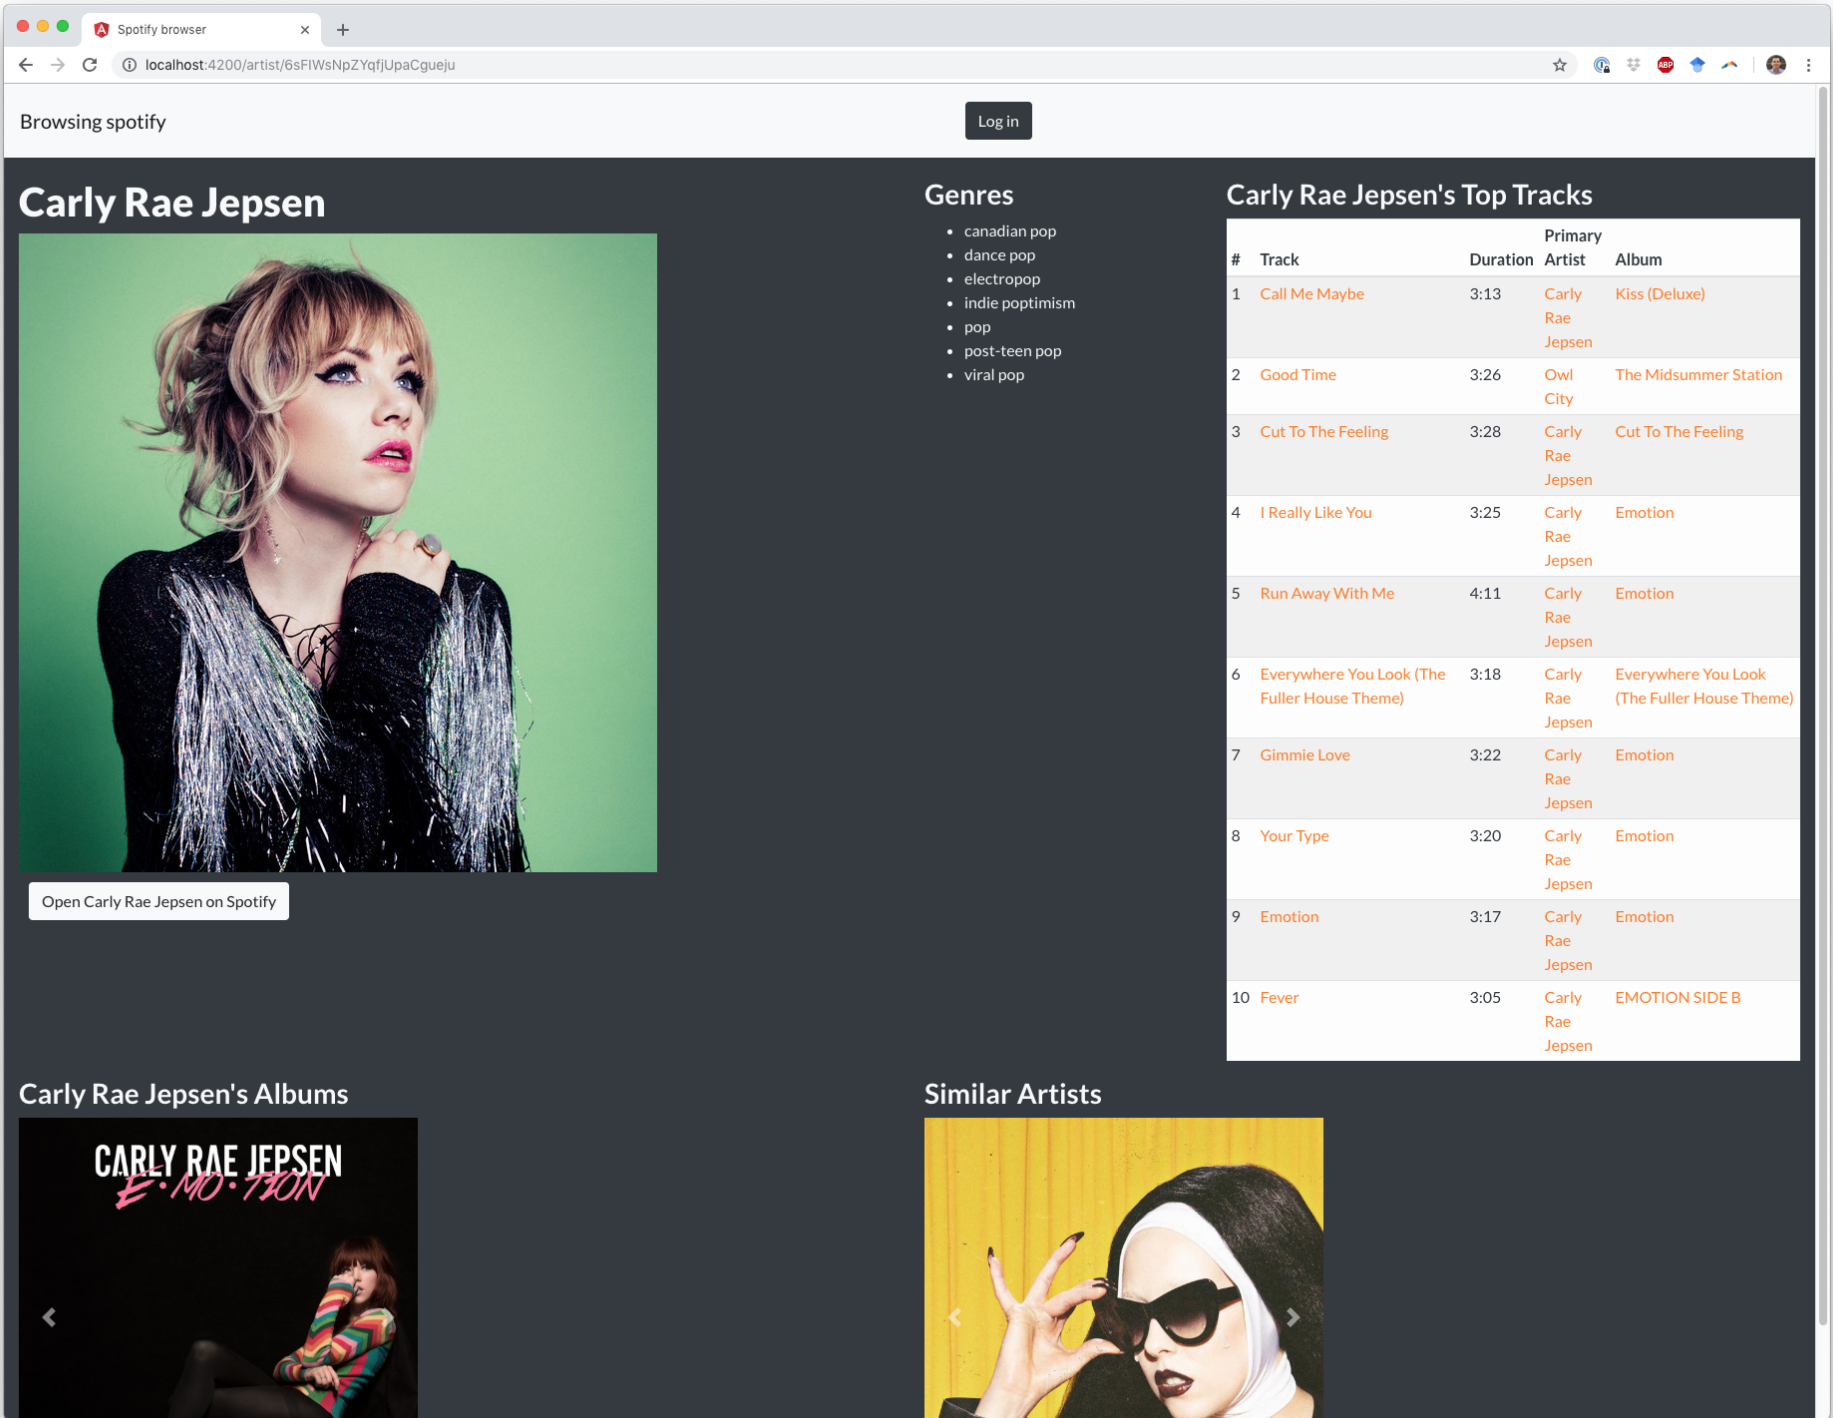 Spotify browser
localhost:4200/artist/6sFIWsNpZYqfjUpaCgueju
ABP
Browsing spotify
Log in
Carly Rae Jepsen
Open Carly Rae Jepsen on Spotify
Genres
canadian pop
dance pop
electropop
indie poptimism
pop
post-teen pop
viral pop
Carly Rae Jepsen's Top Tracks
# Track Duration Primary Artist Album
1 Call Me Maybe 3:13 Carly Rae Jepsen Kiss (Deluxe)
2 Good Time 3:26 Owl City The Midsummer Station
3 Cut To The Feeling 3:28 Carly Rae Jepsen Cut To The Feeling
4 I Really Like You 3:25 Carly Rae Jepsen Emotion
5 Run Away With Me 4:11 Carly Rae Jepsen Emotion
6 Everywhere You Look (The Fuller House Theme) 3:18 Carly Rae Jepsen Everywhere You Look (The Fuller House Theme)
7 Gimmie Love 3:22 Carly Rae Jepsen Emotion
8 Your Type 3:20 Carly Rae Jepsen Emotion
9 Emotion 3:17 Carly Rae Jepsen Emotion
10 Fever 3:05 Carly Rae Jepsen EMOTION SIDE B
Carly Rae Jepsen's Albums
CARLY RAE JEPSEN
E•MO•TION
Similar Artists